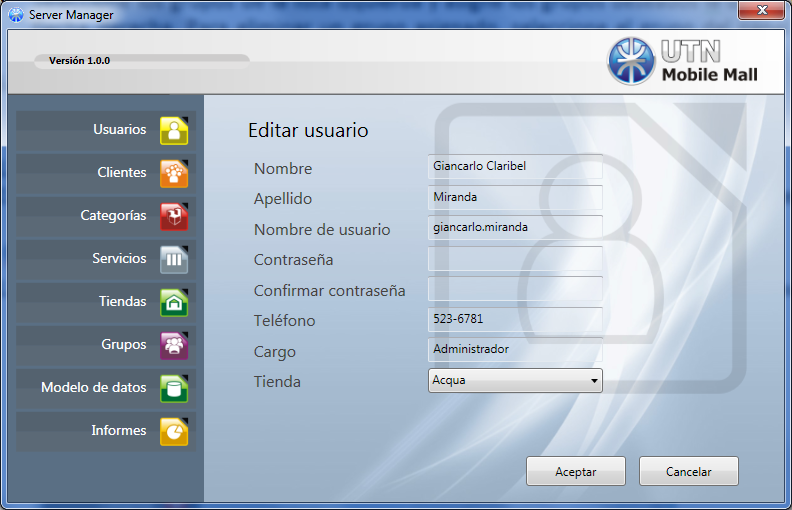 Server Manager
Versión 1.0.0
UTN
Mobile Mall
Usuarios
Clientes
Categorías
Servicios
Tiendas
Grupos
Modelo de datos
Informes
Editar usuario
Nombre Giancarlo Claribel
Apellido Miranda
Nombre de usuario giancarlo.miranda
Contraseña
Confirmar contraseña
Teléfono 523-6781
Cargo Administrador
Tienda Acqua
Aceptar Cancelar